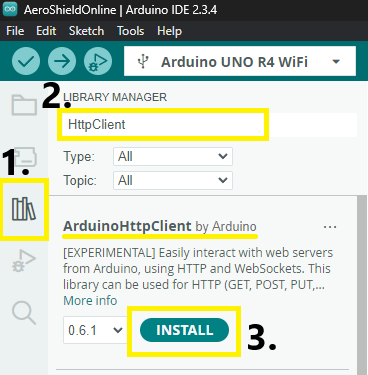 AeroShieldOnline | Arduino IDE 2.3.4
File Edit Sketch Tools Help
Arduino UNO R4 WiFi
2.
LIBRARY MANAGER
HttpClient
1.
Type: All
Topic: All
ArduinoHttpClient by Arduino ...
[EXPERIMENTAL] Easily interact with web servers
from Arduino, using HTTP and WebSockets. This
library can be used for HTTP (GET, POST, PUT,...
More info
0.6.1 INSTALL
3.